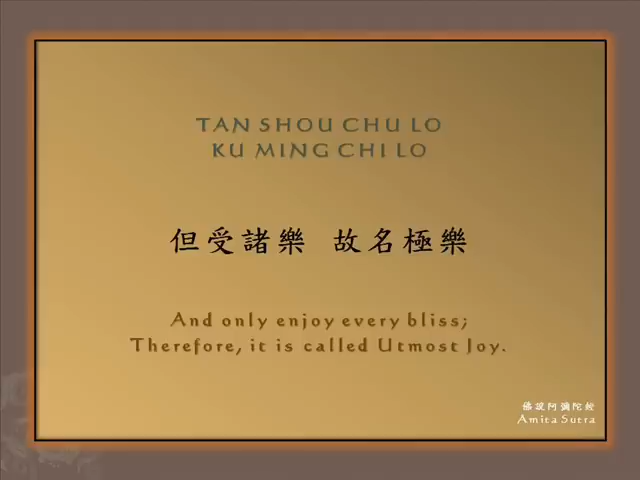 TAN SHOU CHU LO
KU MING CHI LO
但受諸樂 故名極樂
And only enjoy every bliss;
Therefore, it is called Utmost Joy.
佛說阿彌陀經
Amita Sutra